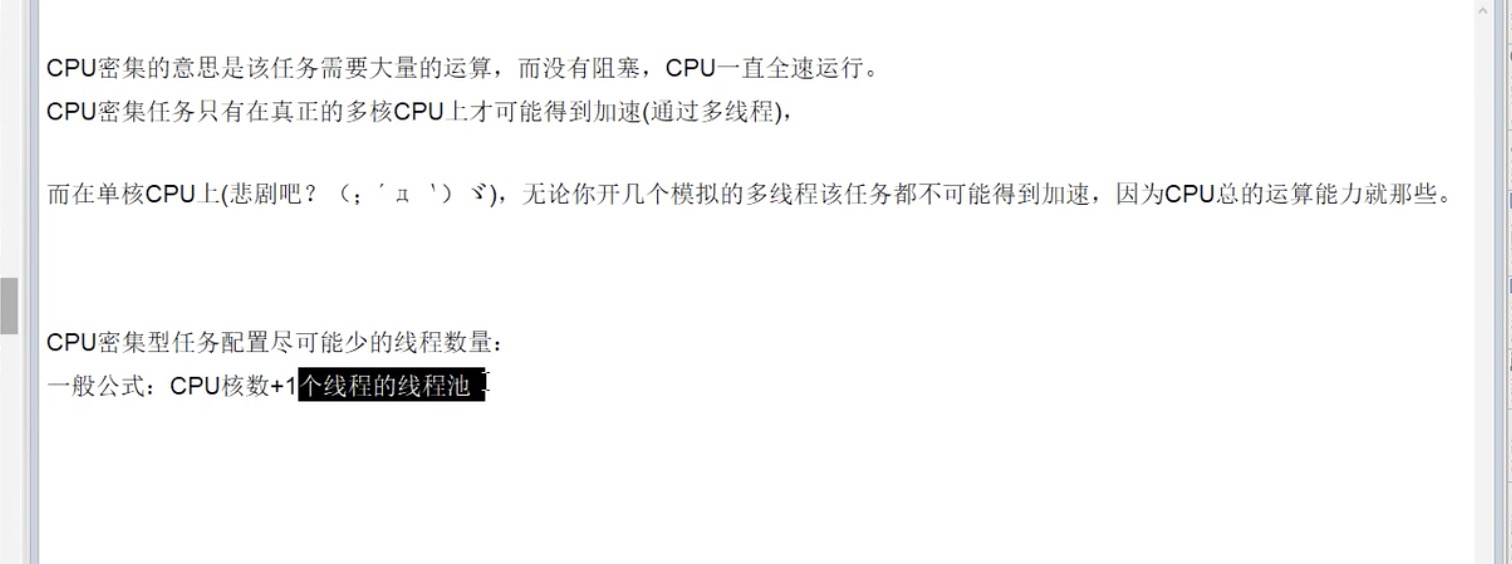 CPU密集的意思是该任务需要大量的运算，而没有阻塞，CPU一直全速运行。
CPU密集任务只有在真正的多核CPU上才可能得到加速(通过多线程)，
而在单核CPU上(悲剧吧？（；´д｀）ゞ)，无论你开几个模拟的多线程该任务都不可能得到加速，因为CPU总的运算能力就那些。
CPU密集型任务配置尽可能少的线程数量：
一般公式：CPU核数+1个线程的线程池